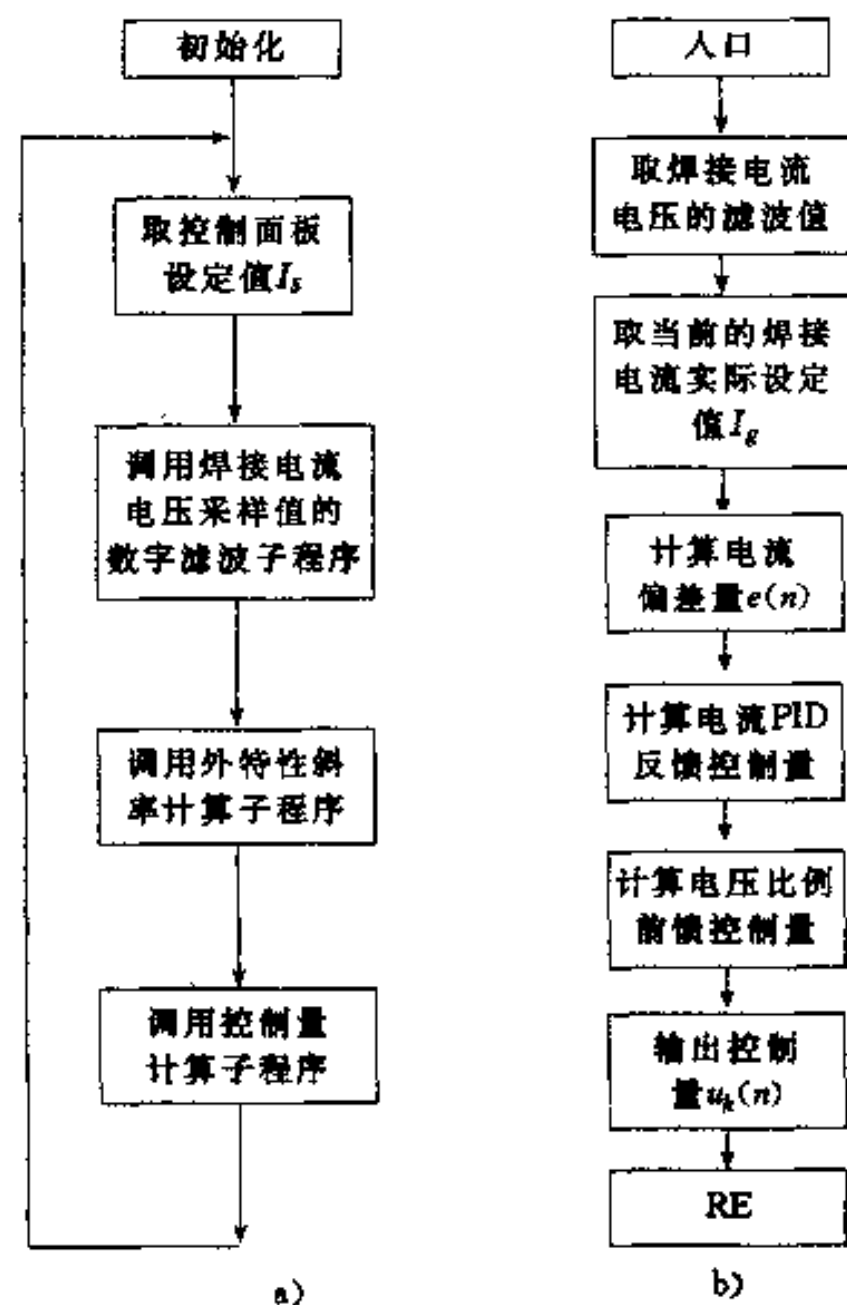 初始化
取控制面板
设定值Is
调用焊接电流
电压采样值的
数字滤波子程序
调用外特性斜
率计算子程序
调用控制量
计算子程序
a)
人口
取焊接电流
电压的滤波值
取当前的焊接
电流实际设定
值Ig
计算电流
偏差量e(n)
计算电流PID
反馈控制量
计算电压比例
前馈控制量
输出控制
量uk(n)
RE
b)